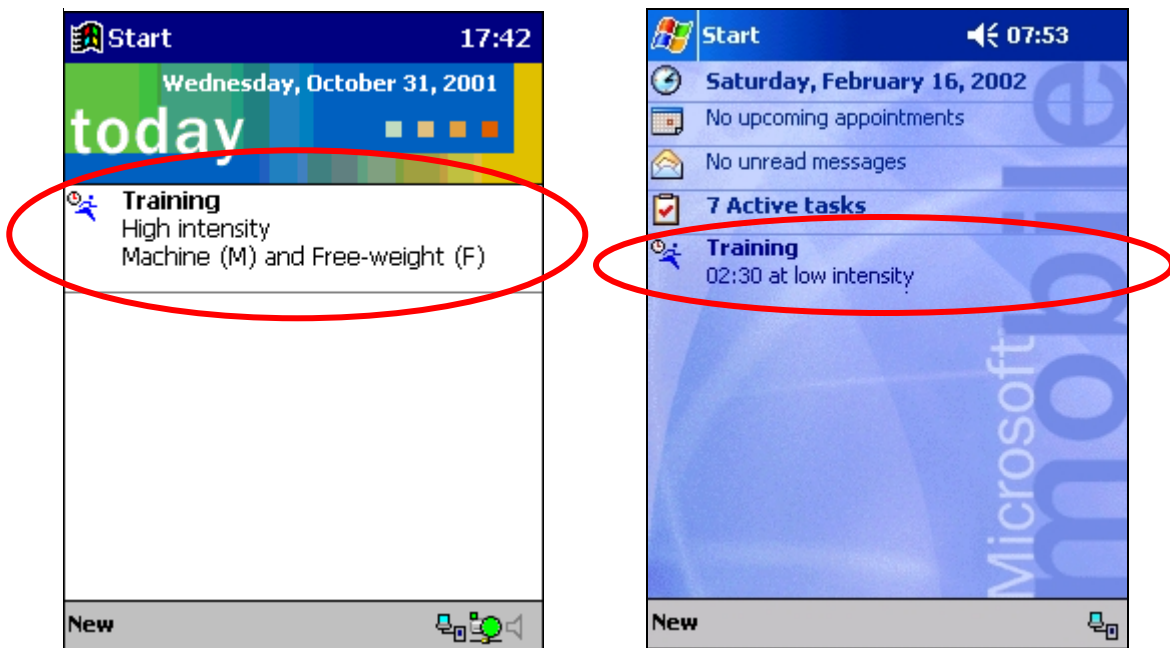 Start 17:42
Wednesday, October 31, 2001
today
Training
High intensity
Machine (M) and Free-weight (F)
New
Start 07:53
Saturday, February 16, 2002
No upcoming appointments
No unread messages
7 Active tasks
Training
02:30 at low intensity
Microsoft
mobile
New